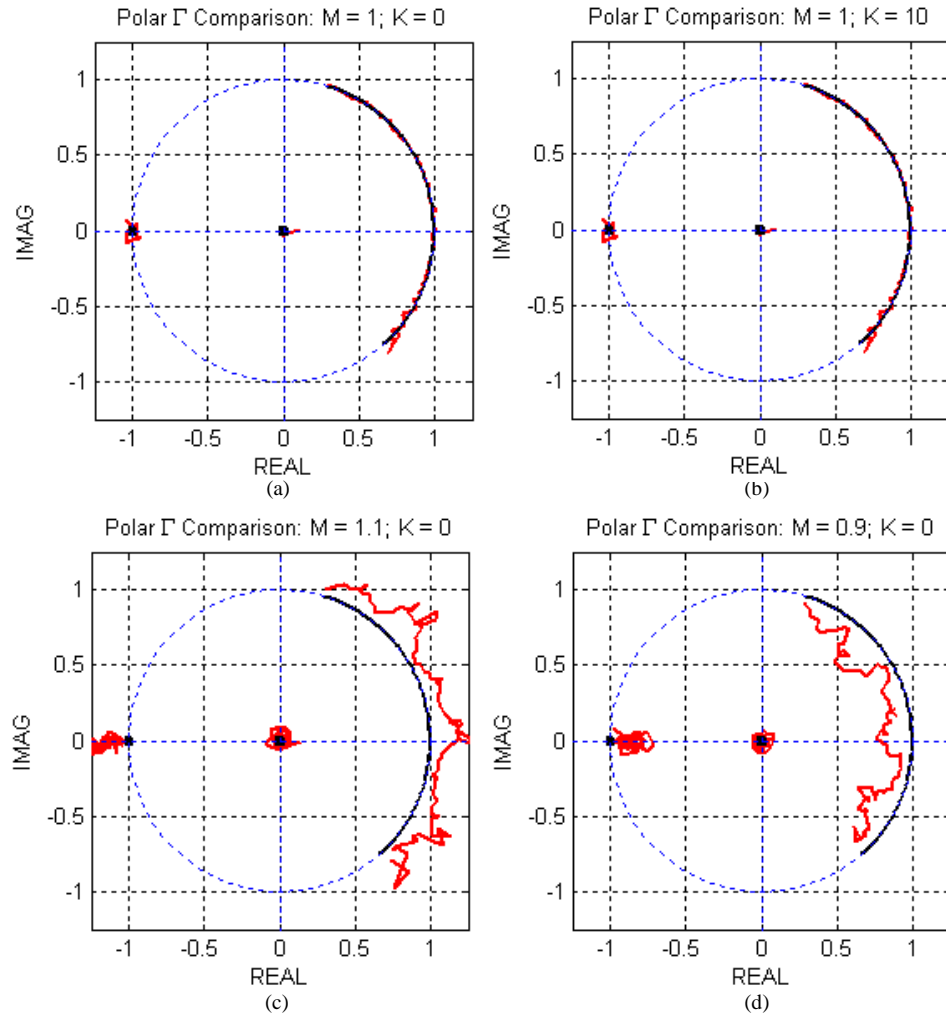 Polar Γ Comparison: M = 1; K = 0
1
0.5
0
-0.5
-1
IMAG
-1 -0.5 0 0.5 1
REAL
(a)
Polar Γ Comparison: M = 1; K = 10
1
0.5
0
-0.5
-1
IMAG
-1 -0.5 0 0.5 1
REAL
(b)
Polar Γ Comparison: M = 1.1; K = 0
1
0.5
0
-0.5
-1
IMAG
-1 -0.5 0 0.5 1
REAL
(c)
Polar Γ Comparison: M = 0.9; K = 0
1
0.5
0
-0.5
-1
IMAG
-1 -0.5 0 0.5 1
REAL
(d)